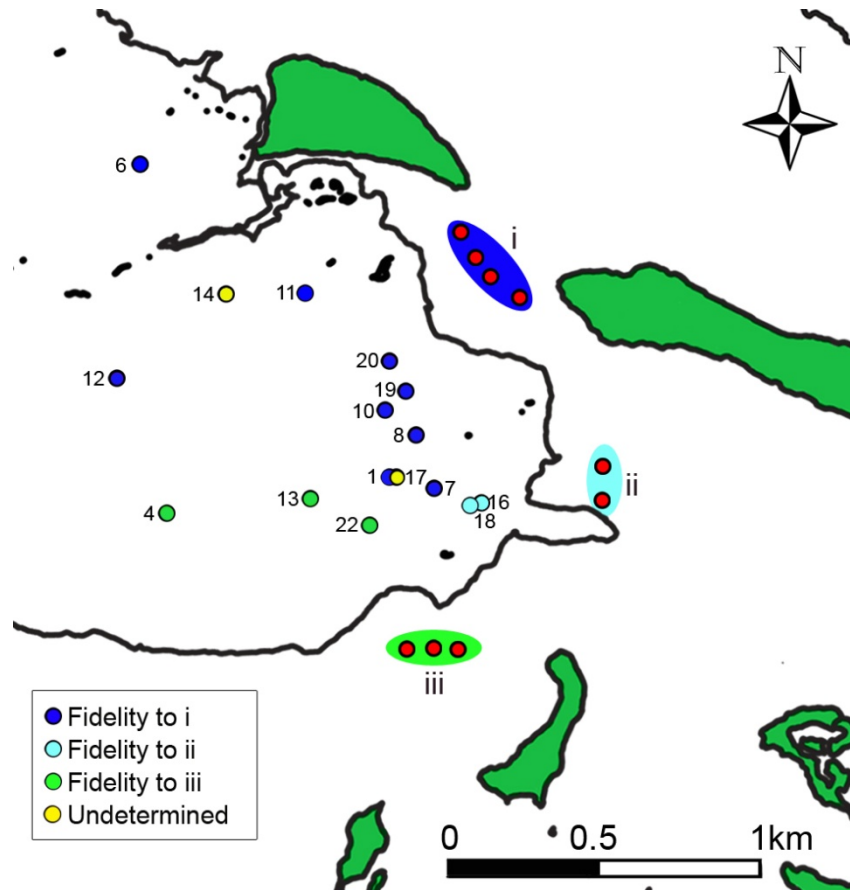 N
6
i
14
11
20
12
19
10
8
1
17
7
ii
16
13
4
18
22
iii
Fidelity to i
Fidelity to ii
Fidelity to iii
Undetermined
0 0.5 1km